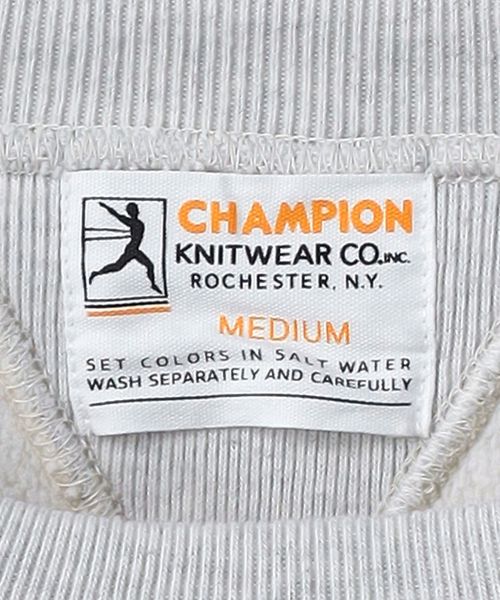 CHAMPION
KNITWEAR CO.INC.
ROCHESTER, N.Y.
MEDIUM
SET COLORS IN SALT WATER
WASH SEPARATELY AND CAREFULLY